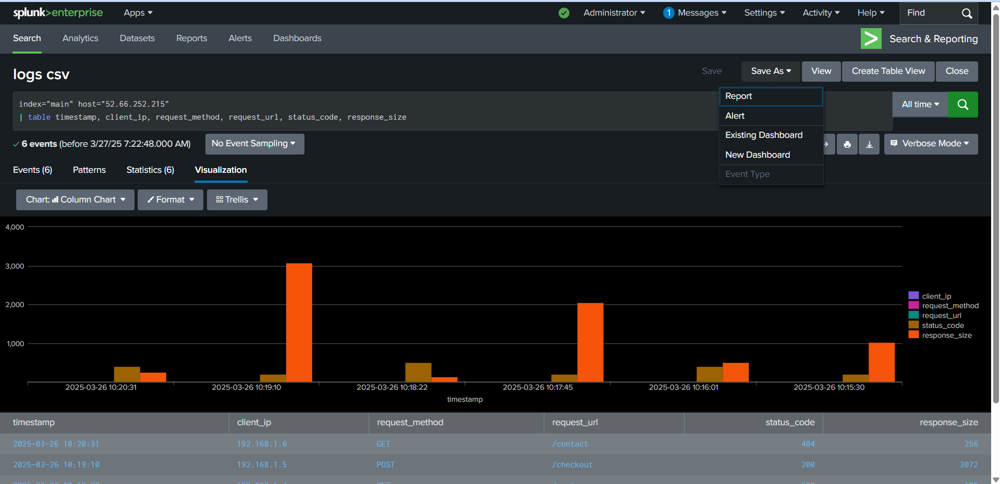 splunk>enterprise Apps Administrator 1 Messages Settings Activity Help Find
Search Analytics Datasets Reports Alerts Dashboards Search & Reporting
logs csv
Save Save As View Create Table View Close
Report
Alert
Existing Dashboard
New Dashboard
Event Type
index="main" host="52.66.252.215"
| table timestamp, client_ip, request_method, request_url, status_code, response_size
All time
6 events (before 3/27/25 7:22:48.000 AM) No Event Sampling Verbose Mode
Events (6) Patterns Statistics (6) Visualization
Chart: Column Chart Format Trellis
4,000
3,000
2,000
1,000
client_ip
request_method
request_url
status_code
response_size
2025-03-26 10:20:31 2025-03-26 10:19:10 2025-03-26 10:18:22 2025-03-26 10:17:45 2025-03-26 10:16:01 2025-03-26 10:15:30
timestamp
timestamp client_ip request_method request_url status_code response_size
2025-03-26 10:20:31 192.168.1.6 GET /contact 404 256
2025-03-26 10:19:10 192.168.1.5 POST /checkout 200 3072